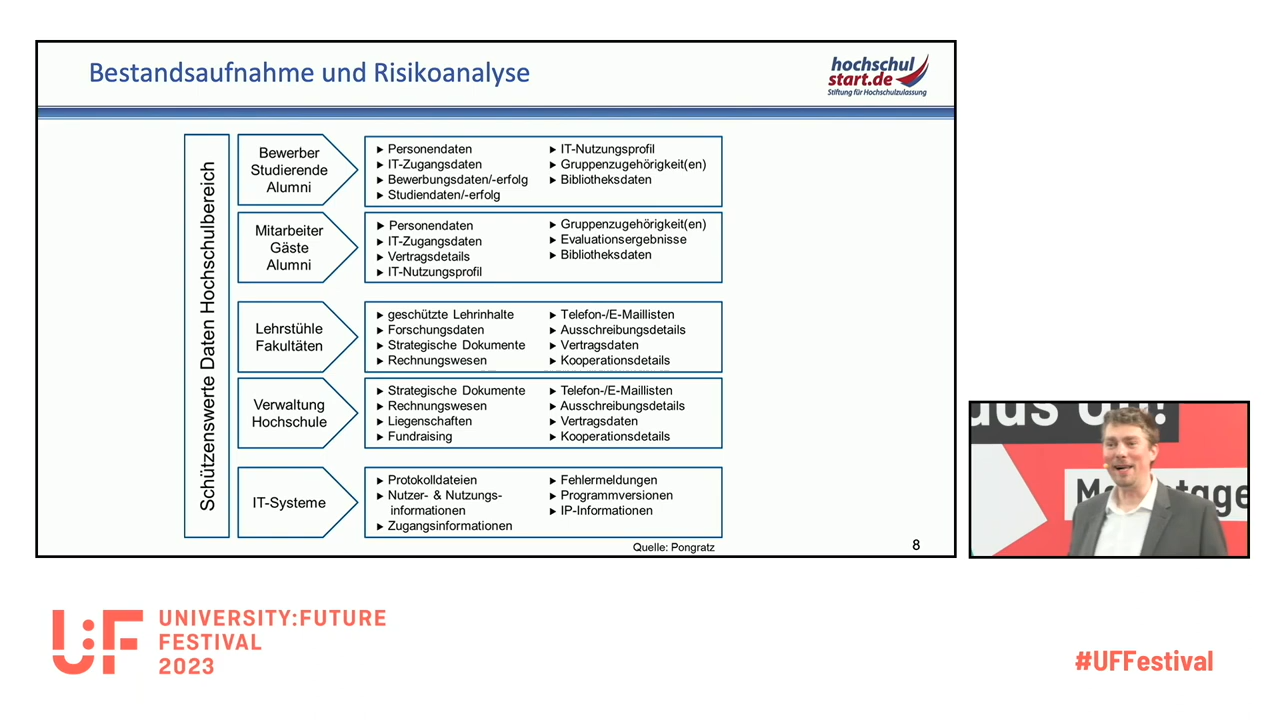 Bestandsaufnahme und Risikoanalyse
hochschul
start.de
Stiftung für Hochschulzulassung
Schützenswerte Daten Hochschulbereich
Bewerber
Studierende
Alumni
► Personendaten
► IT-Zugangsdaten
► Bewerbungsdaten/-erfolg
► Studiendaten/-erfolg
► IT-Nutzungsprofil
► Gruppenzugehörigkeit(en)
► Bibliotheksdaten
Mitarbeiter
Gäste
Alumni
► Personendaten
► IT-Zugangsdaten
► Vertragsdetails
► IT-Nutzungsprofil
► Gruppenzugehörigkeit(en)
► Evaluationsergebnisse
► Bibliotheksdaten
Lehrstühle
Fakultäten
► geschützte Lehrinhalte
► Forschungsdaten
► Strategische Dokumente
► Rechnungswesen
► Telefon-/E-Maillisten
► Ausschreibungsdetails
► Vertragsdaten
► Kooperationsdetails
Verwaltung
Hochschule
► Strategische Dokumente
► Rechnungswesen
► Liegenschaften
► Fundraising
► Telefon-/E-Maillisten
► Ausschreibungsdetails
► Vertragsdaten
► Kooperationsdetails
IT-Systeme
► Protokolldateien
► Nutzer- & Nutzungs-
informationen
► Zugangsinformationen
► Fehlermeldungen
► Programmversionen
► IP-Informationen
Quelle: Pongratz
8
U:F
UNIVERSITY:FUTURE
FESTIVAL
2023
#UFFestival